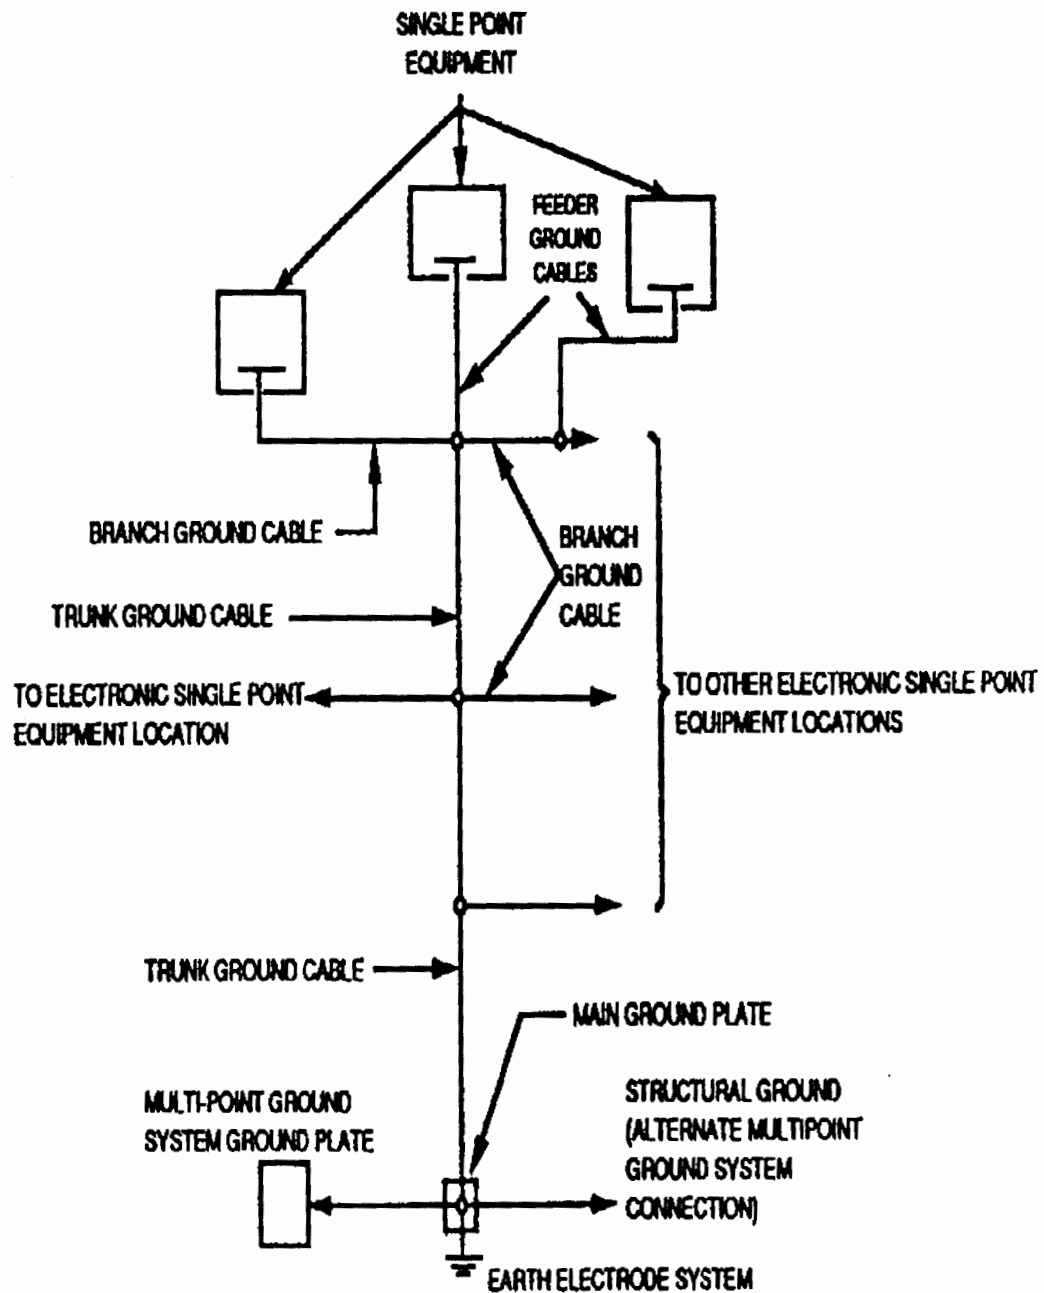 SINGLE POINT
EQUIPMENT
FEEDER
GROUND
CABLES
BRANCH GROUND CABLE
BRANCH
GROUND
CABLE
TRUNK GROUND CABLE
TO ELECTRONIC SINGLE POINT
EQUIPMENT LOCATION
TO OTHER ELECTRONIC SINGLE POINT
EQUIPMENT LOCATIONS
TRUNK GROUND CABLE
MAIN GROUND PLATE
MULTI-POINT GROUND
SYSTEM GROUND PLATE
STRUCTURAL GROUND
(ALTERNATE MULTIPOINT
GROUND SYSTEM
CONNECTION)
EARTH ELECTRODE SYSTEM